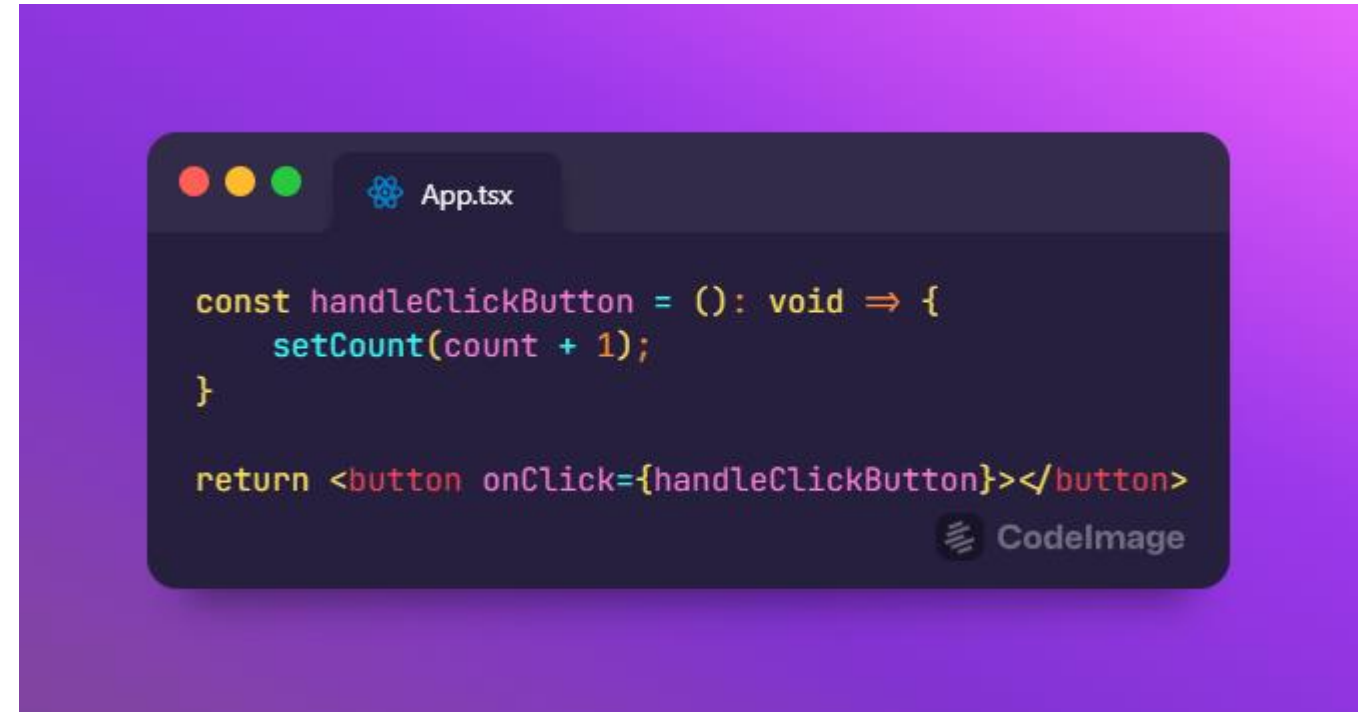 App.tsx
const handleClickButton = (): void => {
    setCount(count + 1);
}
return <button onClick={handleClickButton}></button>
CodeImage